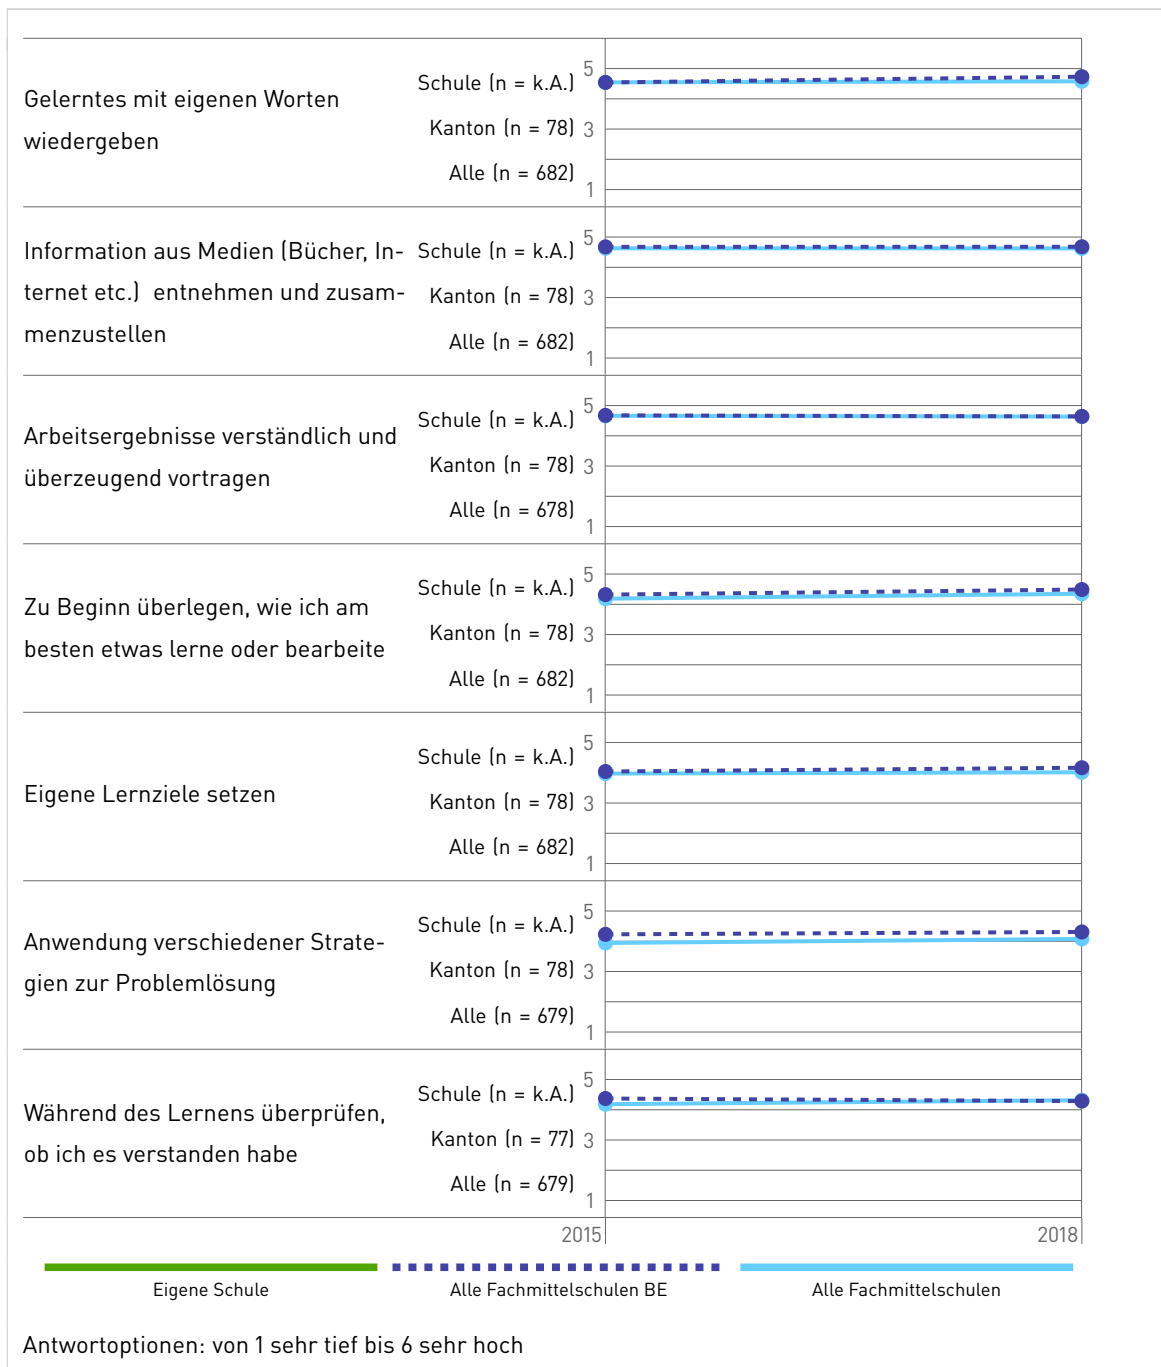 Gelerntes mit eigenen Worten
wiedergeben
Schule (n = k.A.)
Kanton (n = 78)
Alle (n = 682)
5
3
1
Information aus Medien (Bücher, In-
ternet etc.) entnehmen und zusam-
menzustellen
Schule (n = k.A.)
Kanton (n = 78)
Alle (n = 682)
5
3
1
Arbeitsergebnisse verständlich und
überzeugend vortragen
Schule (n = k.A.)
Kanton (n = 78)
Alle (n = 678)
5
3
1
Zu Beginn überlegen, wie ich am
besten etwas lerne oder bearbeite
Schule (n = k.A.)
Kanton (n = 78)
Alle (n = 682)
5
3
1
Eigene Lernziele setzen
Schule (n = k.A.)
Kanton (n = 78)
Alle (n = 682)
5
3
1
Anwendung verschiedener Strate-
gien zur Problemlösung
Schule (n = k.A.)
Kanton (n = 78)
Alle (n = 679)
5
3
1
Während des Lernens überprüfen,
ob ich es verstanden habe
Schule (n = k.A.)
Kanton (n = 77)
Alle (n = 679)
5
3
1
2015 2018
Eigene Schule Alle Fachmittelschulen BE Alle Fachmittelschulen
Antwortoptionen: von 1 sehr tief bis 6 sehr hoch